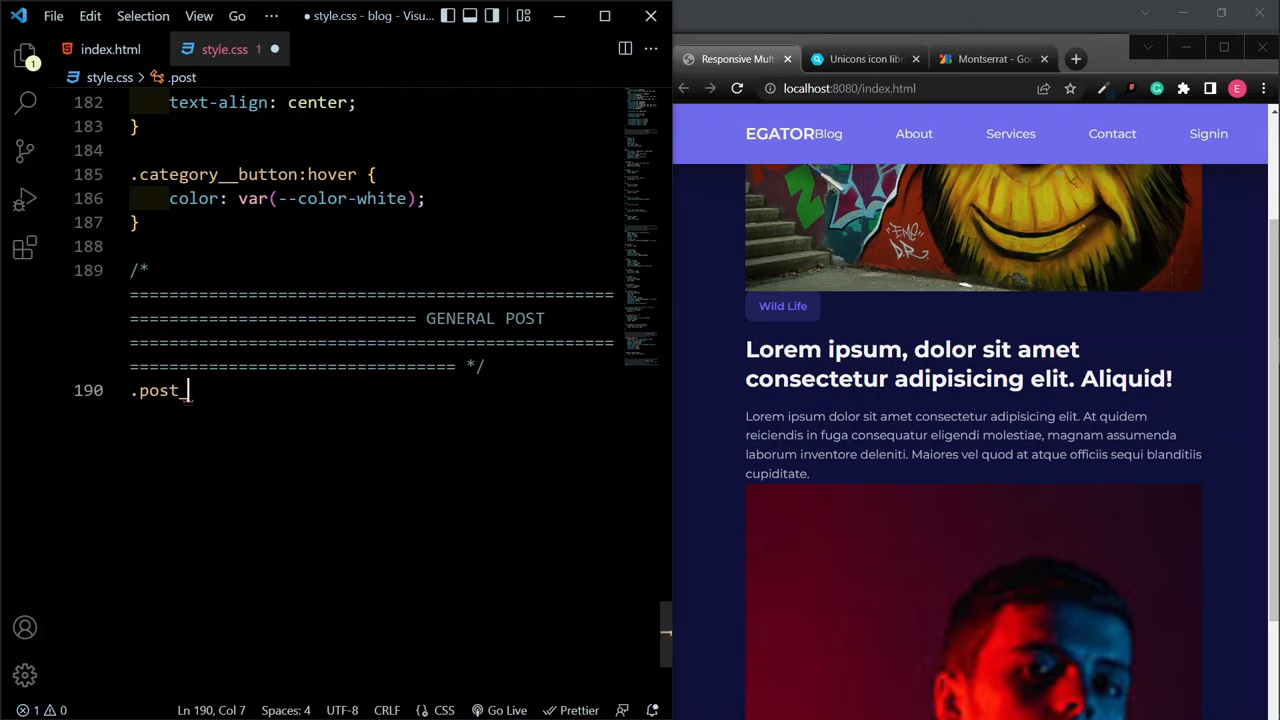 File Edit Selection View Go ··· ● style.css - blog - Visu...
index.html style.css 1 ●
style.css > .post
182 text-align: center;
183 }
184
185 .category__button:hover {
186 color: var(--color-white);
187 }
188
189 /*
=============================================
=========================== GENERAL POST
=============================================
=============================== */
190 .post_
1
⊗ 1 ⚠ 0 Ln 190, Col 7 Spaces: 4 UTF-8 CRLF {} CSS Go Live Prettier
Responsive Mult Unicons icon libr Montserrat - Goo
localhost:8080/index.html E
EGATOR Blog About Services Contact Signin
Wild Life
Lorem ipsum, dolor sit amet
consectetur adipisicing elit. Aliquid!
Lorem ipsum dolor sit amet consectetur adipisicing elit. At quidem
reiciendis in fuga consequatur eligendi molestiae, magnam assumenda
laborum inventore deleniti. Maiores vel quod at atque officiis sequi blanditiis
cupiditate.